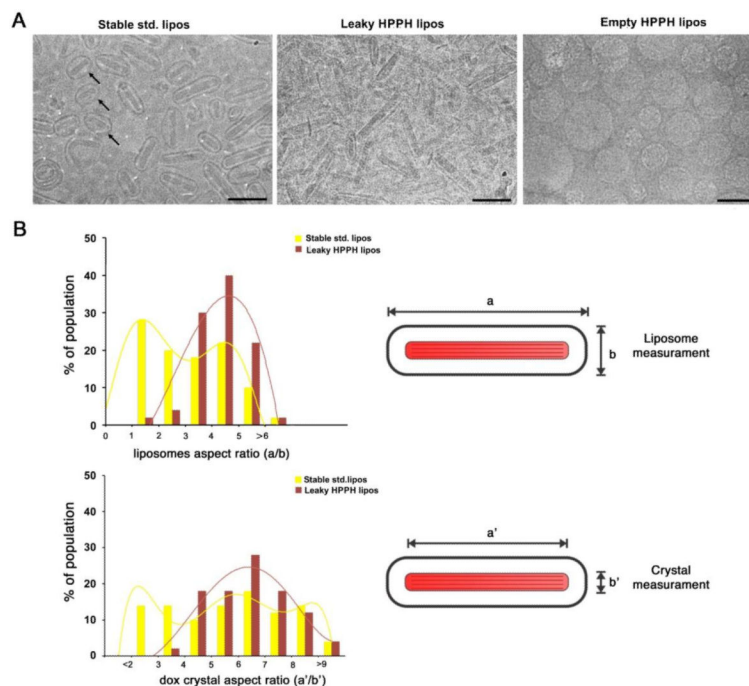 A
Stable std. lipos
Leaky HPPH lipos
Empty HPPH lipos
B
50
40
30
20
10
0
% of population
Stable std. lipos
Leaky HPPH lipos
0 1 2 3 4 5 >6
liposomes aspect ratio (a/b)
a
b
Liposome
measurament
50
40
30
20
10
0
% of population
Stable std.lipos
Leaky HPPH lipos
<2 3 4 5 6 7 8 >9
dox crystal aspect ratio (a'/b')
a'
b'
Crystal
measurament